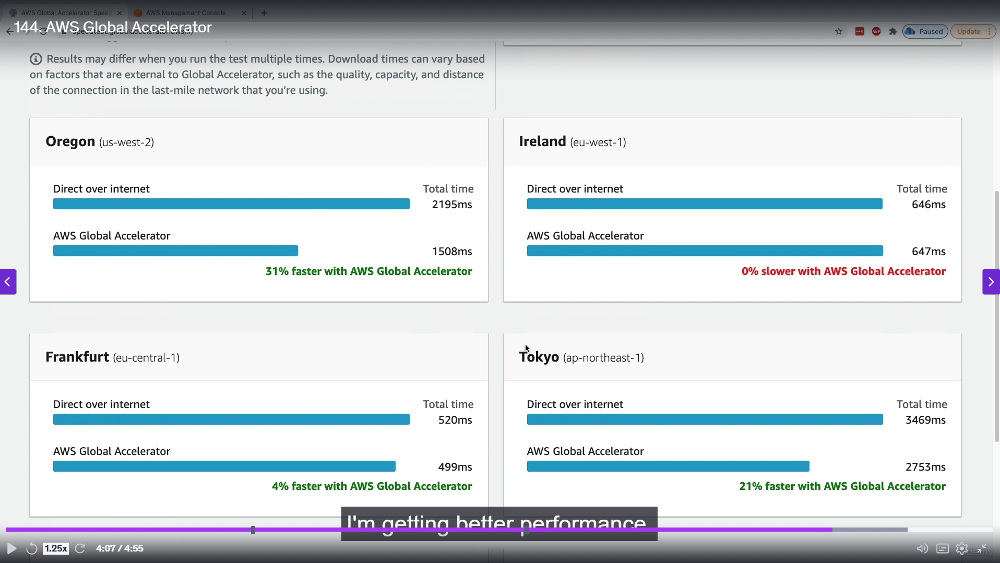 AWS Global Accelerator Speed
AWS Management Console
144. AWS Global Accelerator
speedtest.globalaccelerator.aws/#/
ABP
Paused
Update
Results may differ when you run the test multiple times. Download times can vary based
on factors that are external to Global Accelerator, such as the quality, capacity, and distance
of the connection in the last-mile network that you're using.
Oregon (us-west-2)
Direct over internet
Total time
2195ms
AWS Global Accelerator
1508ms
31% faster with AWS Global Accelerator
Ireland (eu-west-1)
Direct over internet
Total time
646ms
AWS Global Accelerator
647ms
0% slower with AWS Global Accelerator
Frankfurt (eu-central-1)
Direct over internet
Total time
520ms
AWS Global Accelerator
499ms
4% faster with AWS Global Accelerator
Tokyo (ap-northeast-1)
Direct over internet
Total time
3469ms
AWS Global Accelerator
2753ms
21% faster with AWS Global Accelerator
I'm getting better performance
1.25x
4:07 / 4:55